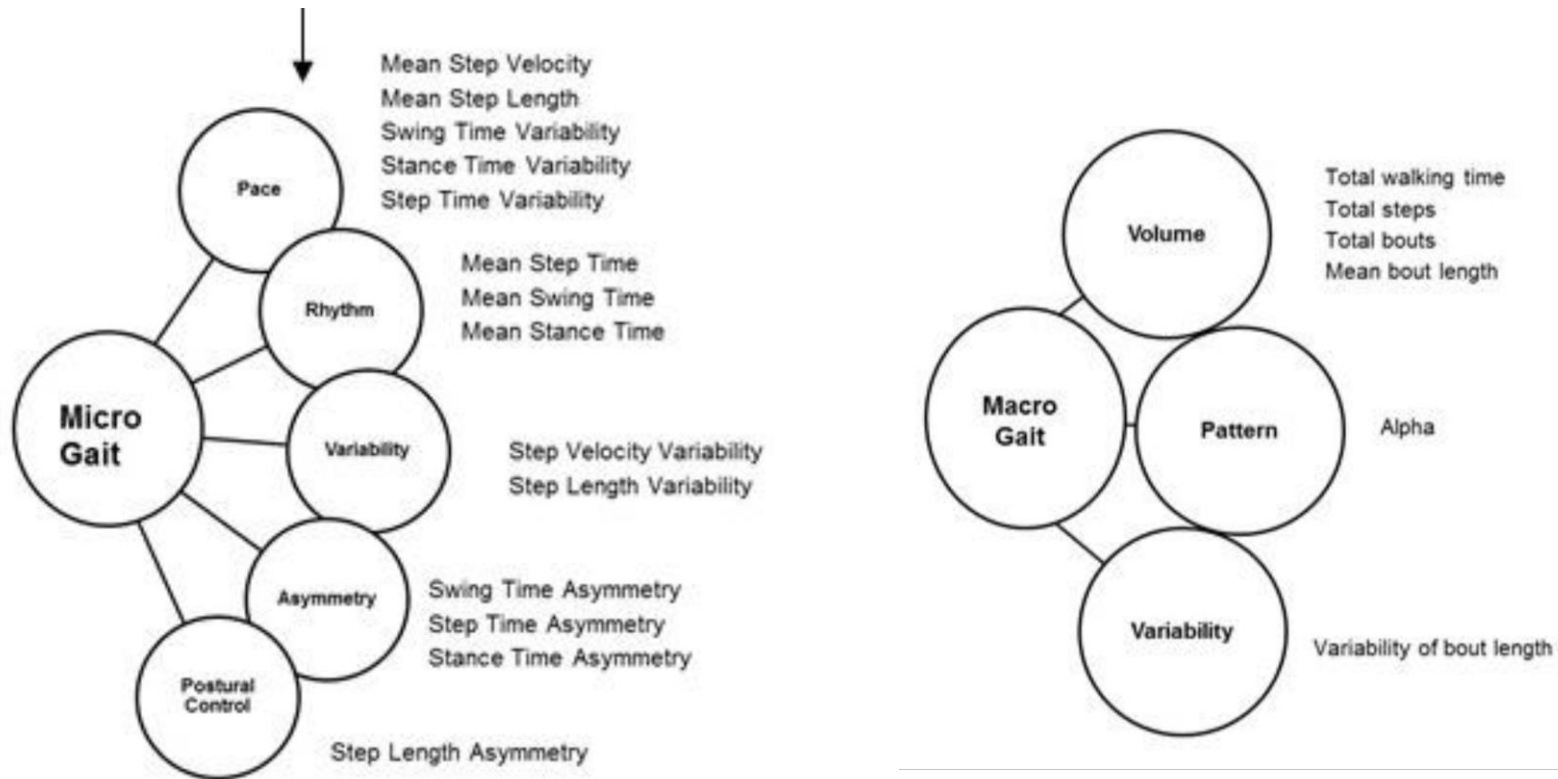 Mean Step Velocity
Mean Step Length
Swing Time Variability
Stance Time Variability
Step Time Variability
Pace
Mean Step Time
Mean Swing Time
Mean Stance Time
Rhythm
Micro
Gait
Variability
Step Velocity Variability
Step Length Variability
Asymmetry
Swing Time Asymmetry
Step Time Asymmetry
Stance Time Asymmetry
Postural
Control
Step Length Asymmetry
Volume
Total walking time
Total steps
Total bouts
Mean bout length
Macro
Gait
Pattern
Alpha
Variability
Variability of bout length